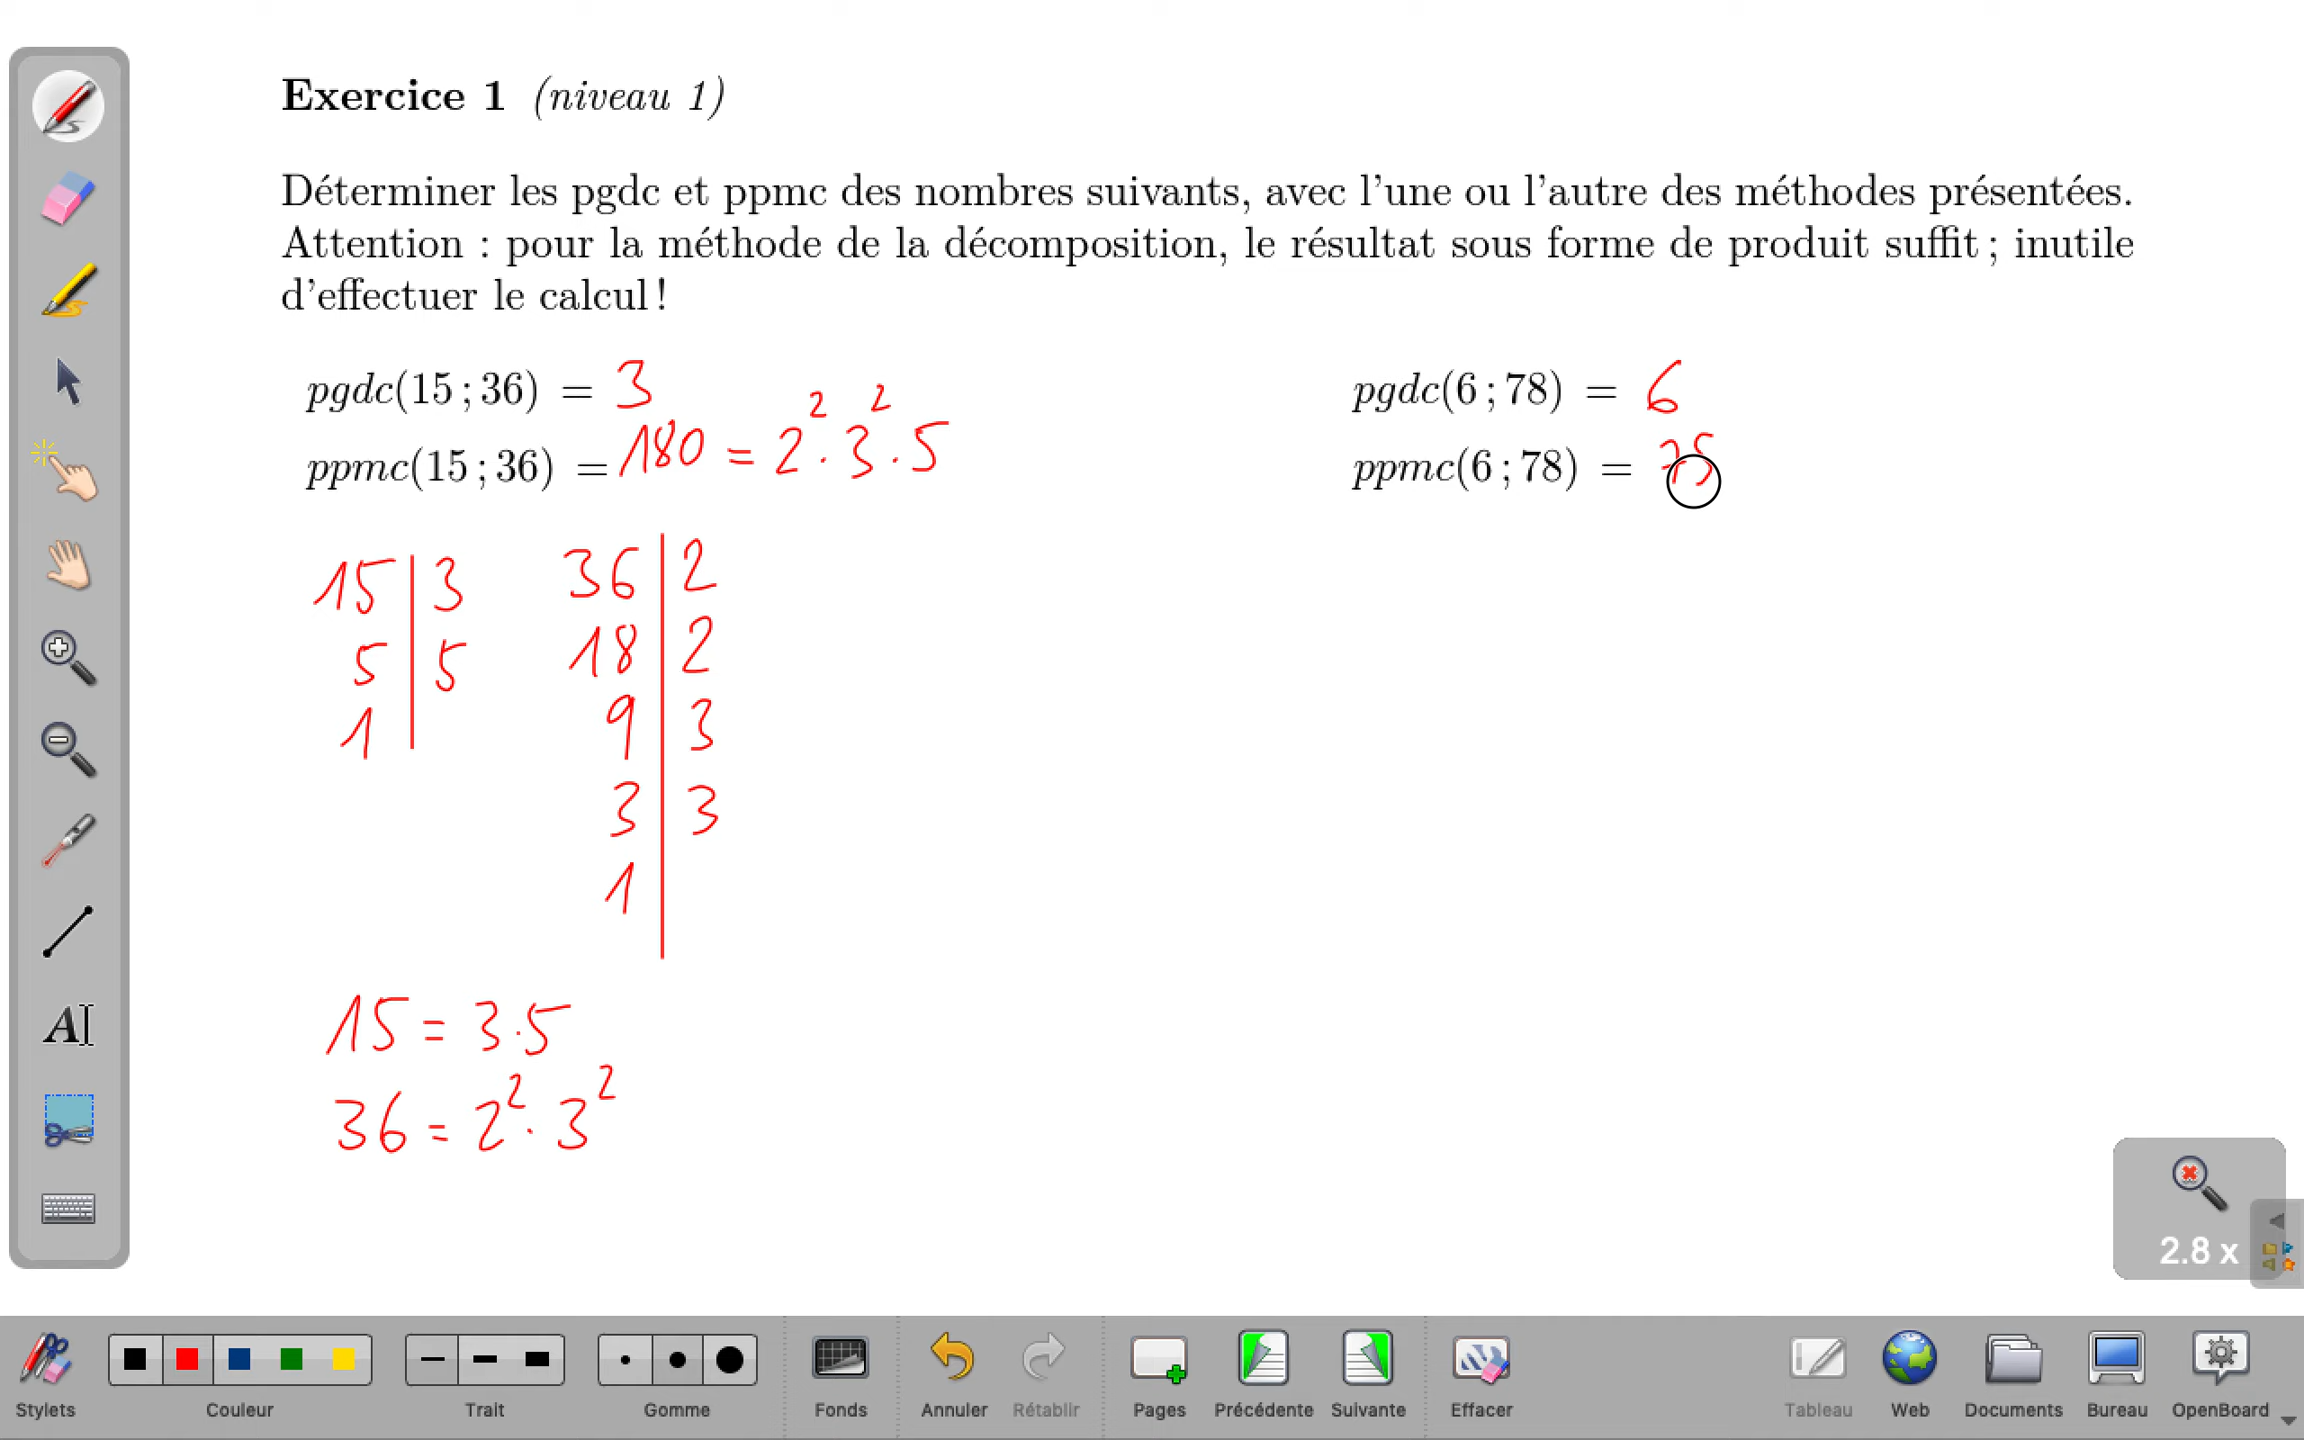 Exercice 1 (niveau 1)
Déterminer les pgdc et ppmc des nombres suivants, avec l'une ou l'autre des méthodes présentées.
Attention : pour la méthode de la décomposition, le résultat sous forme de produit suffit ; inutile
d'effectuer le calcul !
pgdc(15 ; 36) = 3
ppmc(15 ; 36) = 180 = 2² · 3² · 5
pgdc(6 ; 78) = 6
ppmc(6 ; 78) =
15 | 3
5 | 5
1 |
36 | 2
18 | 2
9 | 3
3 | 3
1 |
15 = 3 · 5
36 = 2² · 3²
AI
2.8 x
Stylets
Couleur
Trait
Gomme
Fonds
Annuler
Rétablir
Pages
Précédente
Suivante
Effacer
Tableau
Web
Documents
Bureau
OpenBoard